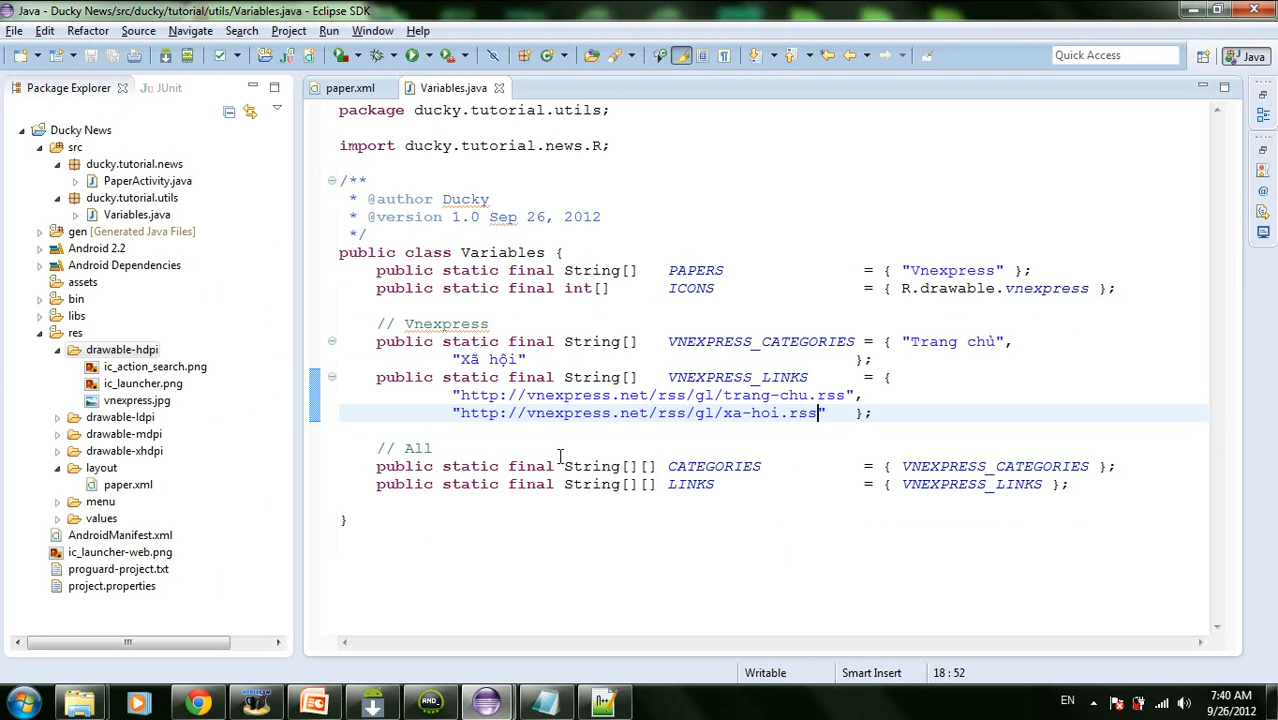 Java - Ducky News/src/ducky/tutorial/utils/Variables.java - Eclipse SDK
File Edit Refactor Source Navigate Search Project Run Window Help
Quick Access
Java
Package Explorer
JUnit
paper.xml
Variables.java
Ducky News
src
ducky.tutorial.news
PaperActivity.java
ducky.tutorial.utils
Variables.java
gen [Generated Java Files]
Android 2.2
Android Dependencies
assets
bin
libs
res
drawable-hdpi
ic_action_search.png
ic_launcher.png
vnexpress.jpg
drawable-ldpi
drawable-mdpi
drawable-xhdpi
layout
paper.xml
menu
values
AndroidManifest.xml
ic_launcher-web.png
proguard-project.txt
project.properties
package ducky.tutorial.utils;
import ducky.tutorial.news.R;
/**
* @author Ducky
* @version 1.0 Sep 26, 2012
*/
public class Variables {
public static final String[] PAPERS = { "Vnexpress" };
public static final int[] ICONS = { R.drawable.vnexpress };
// Vnexpress
public static final String[] VNEXPRESS_CATEGORIES = { "Trang chủ",
"Xã hội" };
public static final String[] VNEXPRESS_LINKS = {
"http://vnexpress.net/rss/gl/trang-chu.rss",
"http://vnexpress.net/rss/gl/xa-hoi.rss" };
// All
public static final String[][] CATEGORIES = { VNEXPRESS_CATEGORIES };
public static final String[][] LINKS = { VNEXPRESS_LINKS };
}
Writable
Smart Insert
18 : 52
EN
7:40 AM
9/26/2012